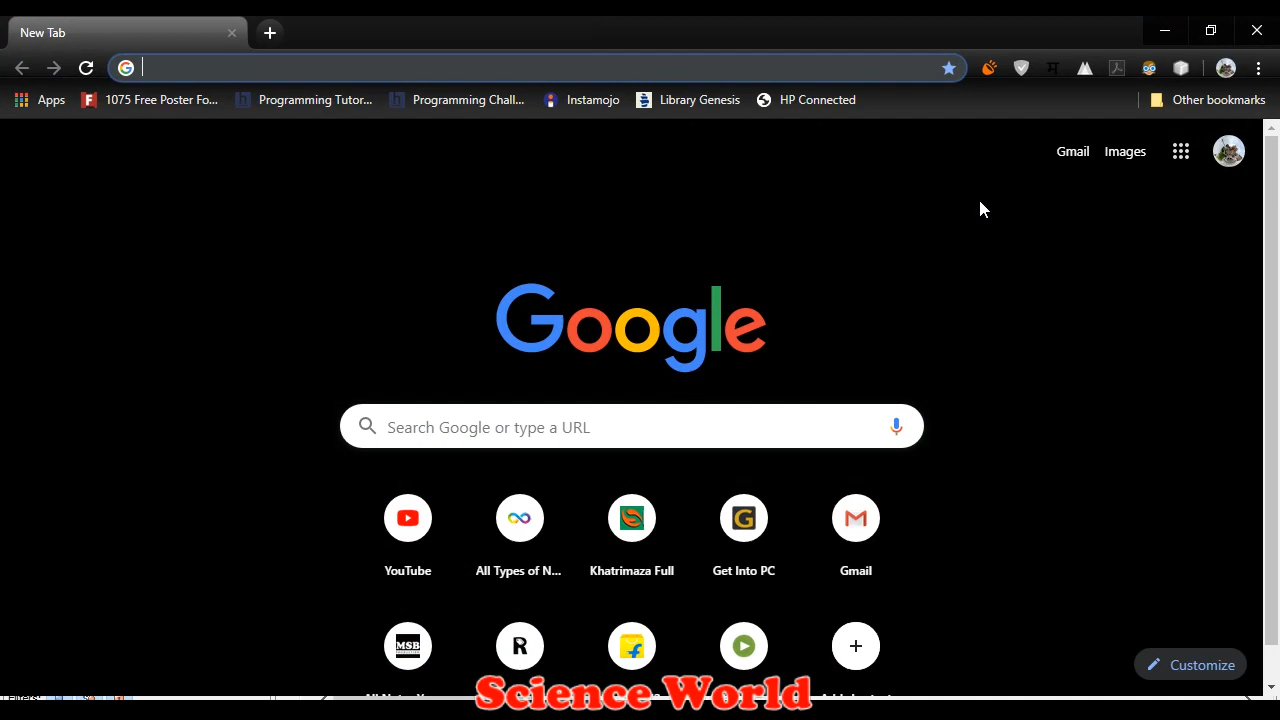 New Tab
Apps 1075 Free Poster Fo... Programming Tutor... Programming Chall... Instamojo Library Genesis HP Connected Other bookmarks
Gmail Images
Google
Search Google or type a URL
YouTube All Types of N... Khatrimaza Full Get Into PC Gmail
MSB R
Customize
Science World